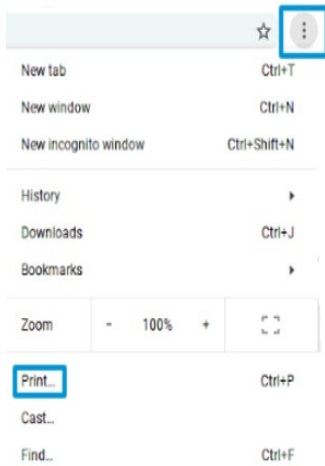 New tab Ctrl+T
New window Ctrl+N
New incognito window Ctrl+Shift+N
History
Downloads Ctrl+J
Bookmarks
Zoom - 100% +
Print... Ctrl+P
Cast...
Find... Ctrl+F